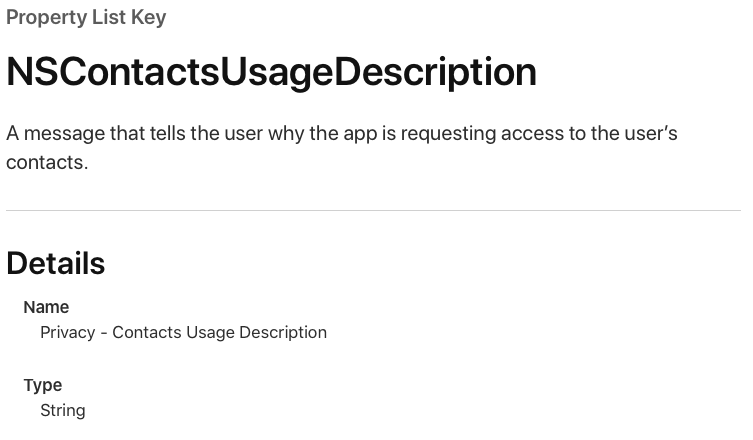 Property List Key
NSContactsUsageDescription
A message that tells the user why the app is requesting access to the user’s
contacts.
Details
Name
Privacy - Contacts Usage Description
Type
String